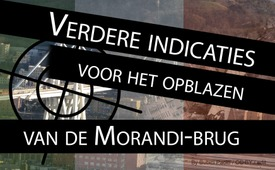 Verdere indicaties
voor het opblazen
van de Morandi-brug